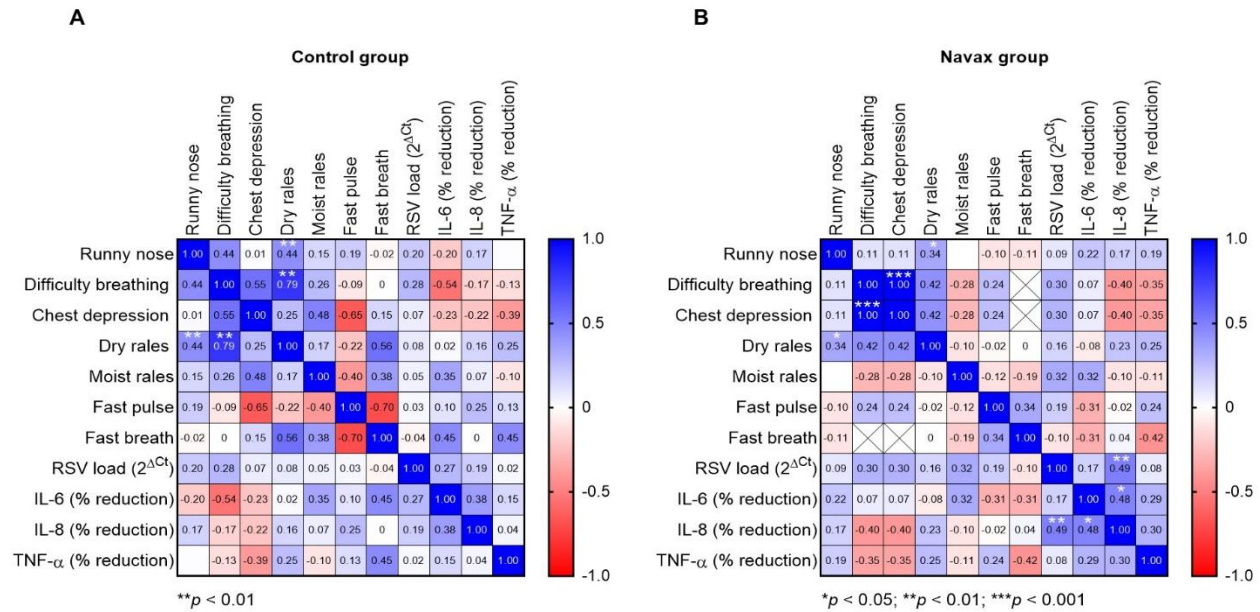 A
Control group
Runny nose
Difficulty breathing
Chest depression
Dry rales
Moist rales
Fast pulse
Fast breath
RSV load (2^ΔCt)
IL-6 (% reduction)
IL-8 (% reduction)
TNF-α (% reduction)
Runny nose 1.00 0.44 0.01 **0.44 0.15 0.19 -0.02 0.20 -0.20 0.17
Difficulty breathing 0.44 1.00 0.55 **0.79 0.26 -0.09 0 0.28 -0.54 -0.17 -0.13
Chest depression 0.01 0.55 1.00 0.25 0.48 -0.65 0.15 0.07 -0.23 -0.22 -0.39
Dry rales **0.44 **0.79 0.25 1.00 0.17 -0.22 0.56 0.08 0.02 0.16 0.25
Moist rales 0.15 0.26 0.48 0.17 1.00 -0.40 0.38 0.05 0.35 0.07 -0.10
Fast pulse 0.19 -0.09 -0.65 -0.22 -0.40 1.00 -0.70 0.03 0.10 0.25 0.13
Fast breath -0.02 0 0.15 0.56 0.38 -0.70 1.00 -0.04 0.45 0 0.45
RSV load (2^ΔCt) 0.20 0.28 0.07 0.08 0.05 0.03 -0.04 1.00 0.27 0.19 0.02
IL-6 (% reduction) -0.20 -0.54 -0.23 0.02 0.35 0.10 0.45 0.27 1.00 0.38 0.15
IL-8 (% reduction) 0.17 -0.17 -0.22 0.16 0.07 0.25 0 0.19 0.38 1.00 0.04
TNF-α (% reduction) -0.13 -0.39 0.25 -0.10 0.13 0.45 0.02 0.15 0.04 1.00
1.0
0.5
0
-0.5
-1.0
**p < 0.01
B
Navax group
Runny nose
Difficulty breathing
Chest depression
Dry rales
Moist rales
Fast pulse
Fast breath
RSV load (2^ΔCt)
IL-6 (% reduction)
IL-8 (% reduction)
TNF-α (% reduction)
Runny nose 1.00 0.11 0.11 *0.34 -0.10 -0.11 0.09 0.22 0.17 0.19
Difficulty breathing 0.11 1.00 ***1.00 0.42 -0.28 0.24 0.30 0.07 -0.40 -0.35
Chest depression 0.11 ***1.00 1.00 0.42 -0.28 0.24 0.30 0.07 -0.40 -0.35
Dry rales *0.34 0.42 0.42 1.00 -0.10 -0.02 0 0.16 -0.08 0.23 0.25
Moist rales -0.28 -0.28 -0.10 1.00 -0.12 -0.19 0.32 0.32 -0.10 -0.11
Fast pulse -0.10 0.24 0.24 -0.02 -0.12 1.00 0.34 0.19 -0.31 -0.02 0.24
Fast breath -0.11 0 -0.19 0.34 1.00 -0.10 -0.31 0.04 -0.42
RSV load (2^ΔCt) 0.09 0.30 0.30 0.16 0.32 0.19 -0.10 1.00 0.17 **0.49 0.08
IL-6 (% reduction) 0.22 0.07 0.07 -0.08 0.32 -0.31 -0.31 0.17 1.00 *0.48 0.29
IL-8 (% reduction) 0.17 -0.40 -0.40 0.23 -0.10 -0.02 0.04 **0.49 *0.48 1.00 0.30
TNF-α (% reduction) 0.19 -0.35 -0.35 0.25 -0.11 0.24 -0.42 0.08 0.29 0.30 1.00
1.0
0.5
0
-0.5
-1.0
*p < 0.05; **p < 0.01; ***p < 0.001